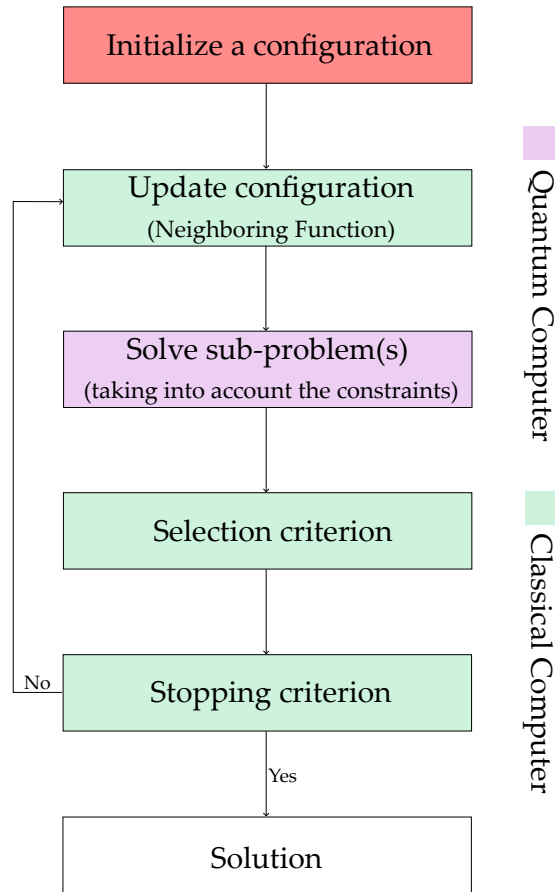 Initialize a configuration
Update configuration
(Neighboring Function)
Solve sub-problem(s)
(taking into account the constraints)
Selection criterion
No
Stopping criterion
Yes
Solution
Quantum Computer
Classical Computer